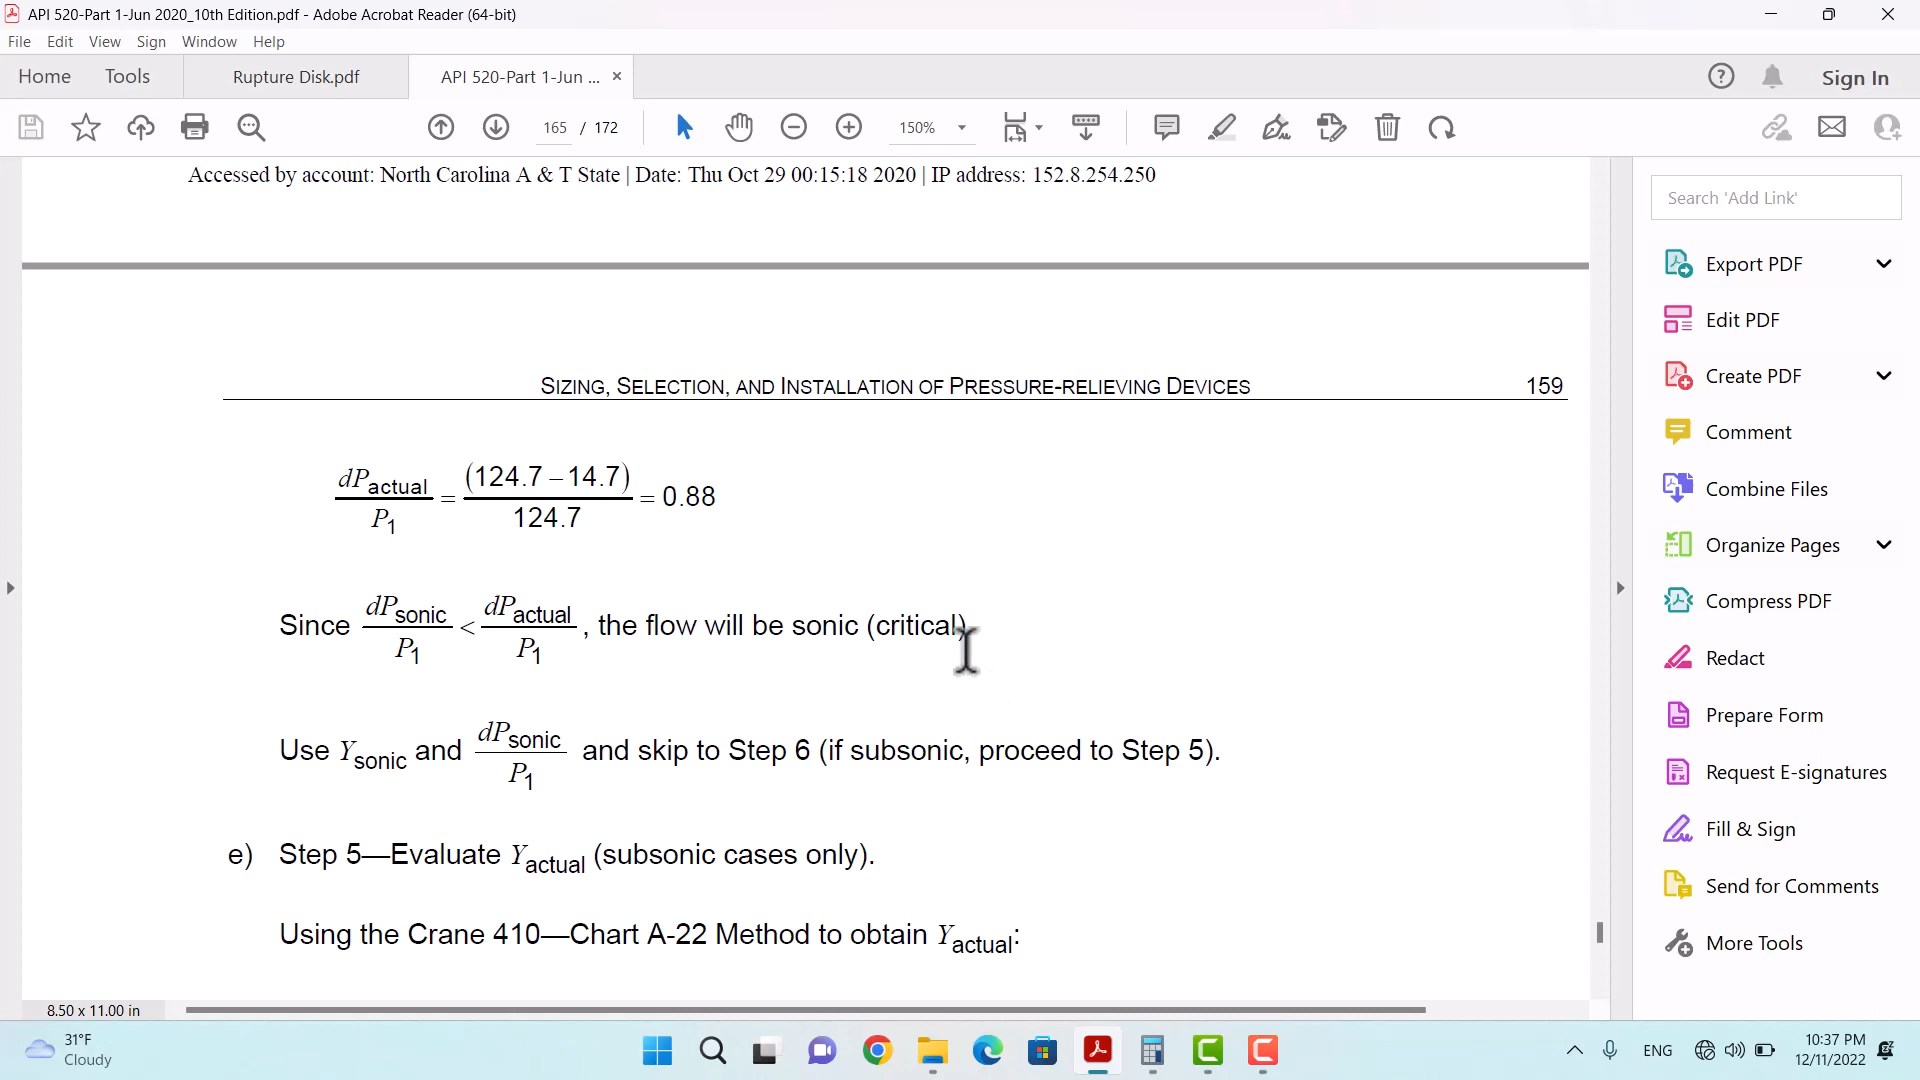 API 520-Part 1-Jun 2020_10th Edition.pdf - Adobe Acrobat Reader (64-bit)
File Edit View Sign Window Help
Home Tools Rupture Disk.pdf API 520-Part 1-Jun ... × Sign In
165 / 172 150%
Accessed by account: North Carolina A & T State | Date: Thu Oct 29 00:15:18 2020 | IP address: 152.8.254.250
SIZING, SELECTION, AND INSTALLATION OF PRESSURE-RELIEVING DEVICES 159
dPactual / P1 = (124.7 – 14.7) / 124.7 = 0.88
Since dPsonic / P1 < dPactual / P1 , the flow will be sonic (critical)
Use Ysonic and dPsonic / P1 and skip to Step 6 (if subsonic, proceed to Step 5).
e) Step 5—Evaluate Yactual (subsonic cases only).
Using the Crane 410—Chart A-22 Method to obtain Yactual:
8.50 x 11.00 in
Search 'Add Link'
Export PDF
Edit PDF
Create PDF
Comment
Combine Files
Organize Pages
Compress PDF
Redact
Prepare Form
Request E-signatures
Fill & Sign
Send for Comments
More Tools
31°F
Cloudy
ENG
10:37 PM
12/11/2022